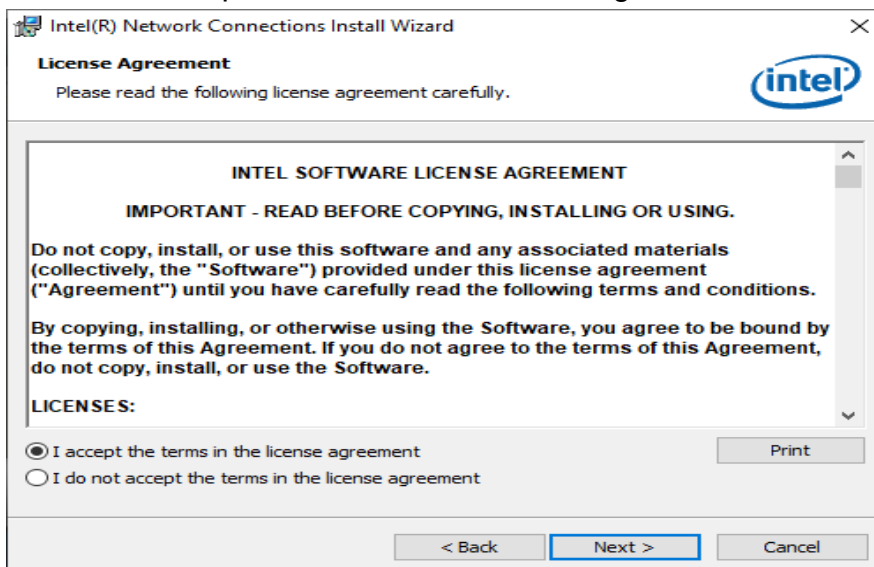 Intel(R) Network Connections Install Wizard
License Agreement
Please read the following license agreement carefully.
intel
INTEL SOFTWARE LICENSE AGREEMENT
IMPORTANT - READ BEFORE COPYING, INSTALLING OR USING.
Do not copy, install, or use this software and any associated materials
(collectively, the "Software") provided under this license agreement
("Agreement") until you have carefully read the following terms and conditions.
By copying, installing, or otherwise using the Software, you agree to be bound by
the terms of this Agreement. If you do not agree to the terms of this Agreement,
do not copy, install, or use the Software.
LICENSES:
I accept the terms in the license agreement
Print
I do not accept the terms in the license agreement
< Back
Next >
Cancel